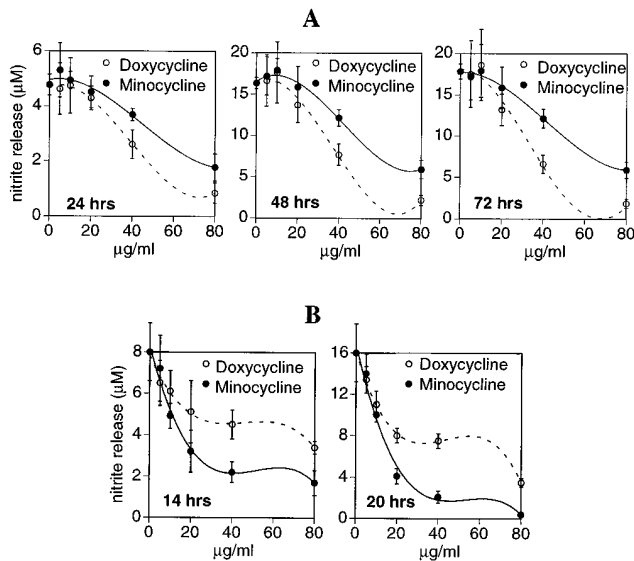 A
nitrite release (µM)
6
4
2
0
Doxycycline
Minocycline
24 hrs
0 20 40 60 80
µg/ml
20
15
10
5
0
Doxycycline
Minocycline
48 hrs
0 20 40 60 80
µg/ml
20
15
10
5
0
Doxycycline
Minocycline
72 hrs
0 20 40 60 80
µg/ml
B
nitrite release (µM)
8
6
4
2
0
Doxycycline
Minocycline
14 hrs
0 20 40 60 80
µg/ml
16
12
8
4
0
Doxycycline
Minocycline
20 hrs
0 20 40 60 80
µg/ml